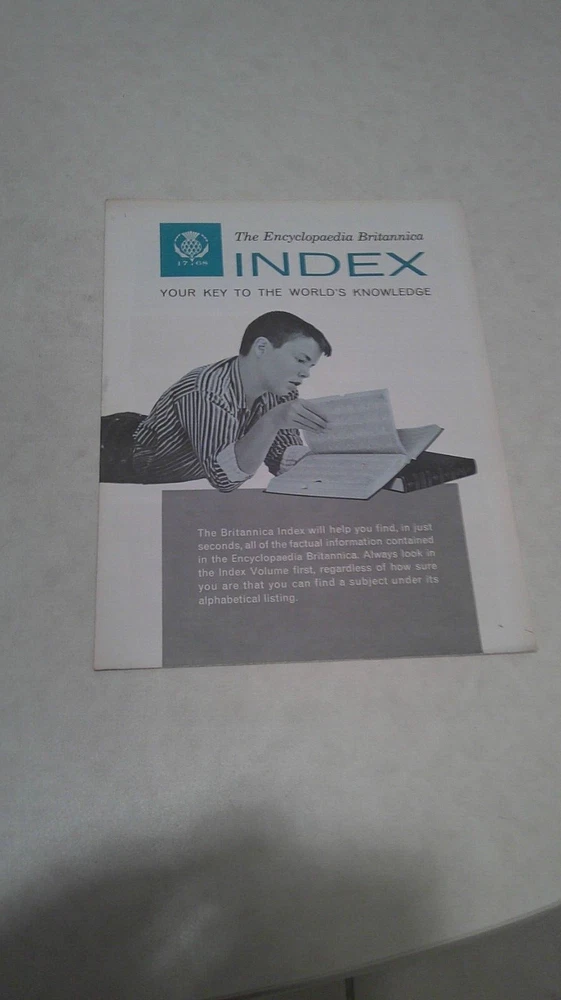 17 68
The Encyclopaedia Britannica
INDEX
YOUR KEY TO THE WORLD'S KNOWLEDGE
The Britannica Index will help you find, in just
seconds, all of the factual information contained
in the Encyclopaedia Britannica. Always look in
the Index Volume first, regardless of how sure
you are that you can find a subject under its
alphabetical listing.